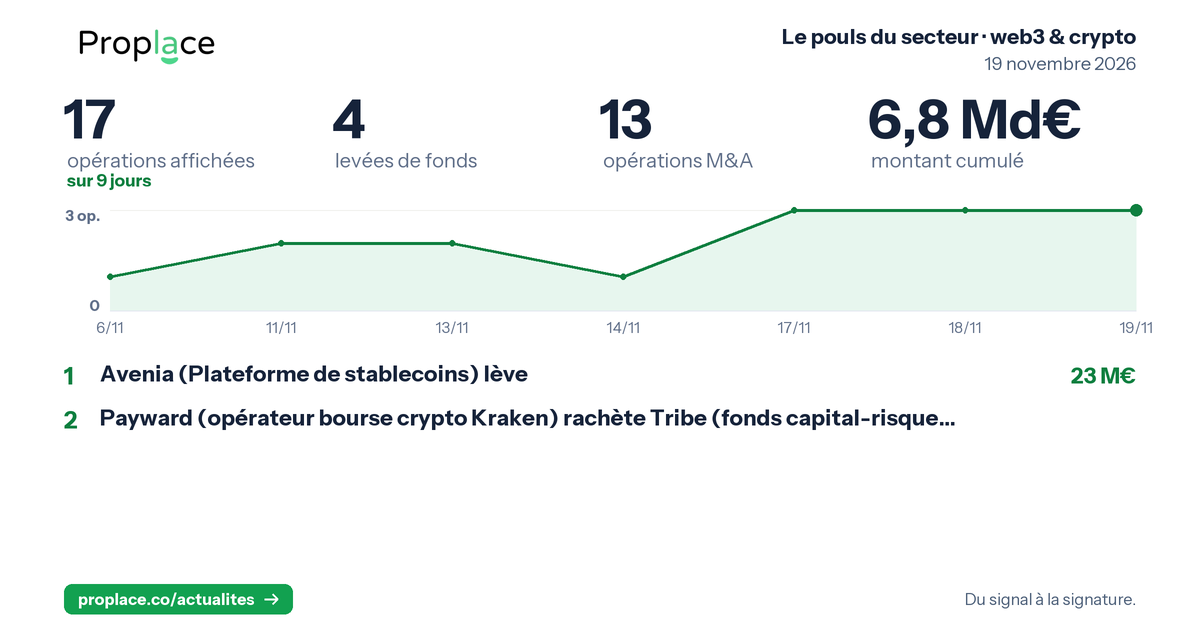 Proplace
Le pouls du secteur · web3 & crypto
19 novembre 2026
17
opérations affichées
sur 9 jours
4
levées de fonds
13
opérations M&A
6,8 Md€
montant cumulé
3 op.
0
6/11
11/11
13/11
14/11
17/11
18/11
19/11
1 Avenia (Plateforme de stablecoins) lève 23 M€
2 Payward (opérateur bourse crypto Kraken) rachète Tribe (fonds capital-risque...
proplace.co/actualites →
Du signal à la signature.